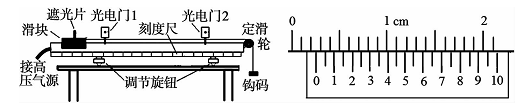 遮光片
滑块
光电门1
光电门2
刻度尺
定滑
轮
接高
压气源
调节旋钮
钩码
0 1 cm 2
0 1 2 3 4 5 6 7 8 9 10